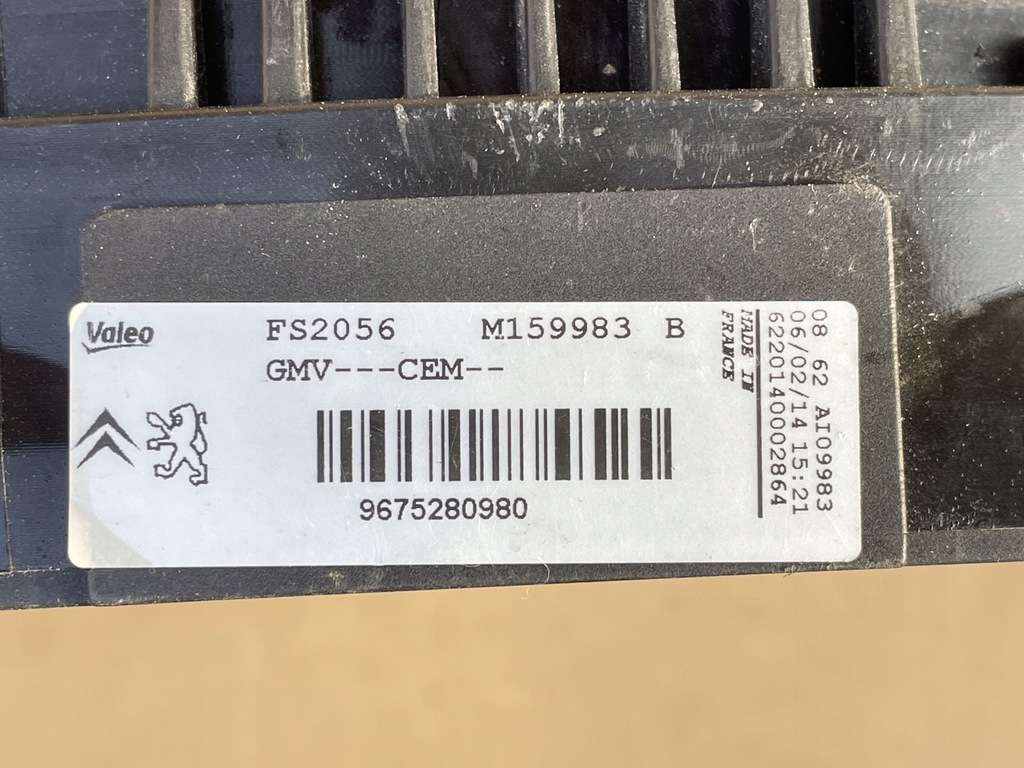 Valeo
FS2056 M159983 B
GMV---CEM--
9675280980
MADE IN
FRANCE
08 62 AI09983
06/02/14 15:21
6220140002864